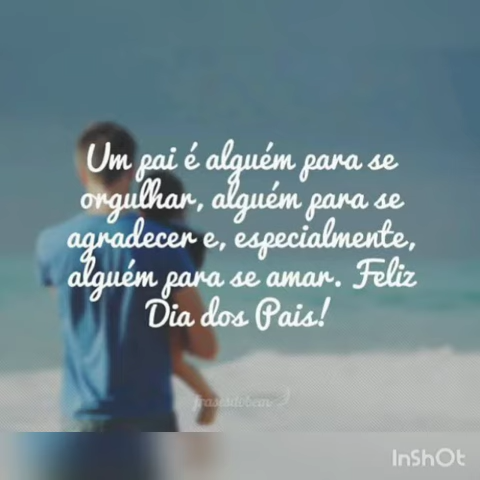 Um pai é alguém para se
orgulhar, alguém para se
agradecer e, especialmente,
alguém para se amar. Feliz
Dia dos Pais!
frasesdobem
InShOt